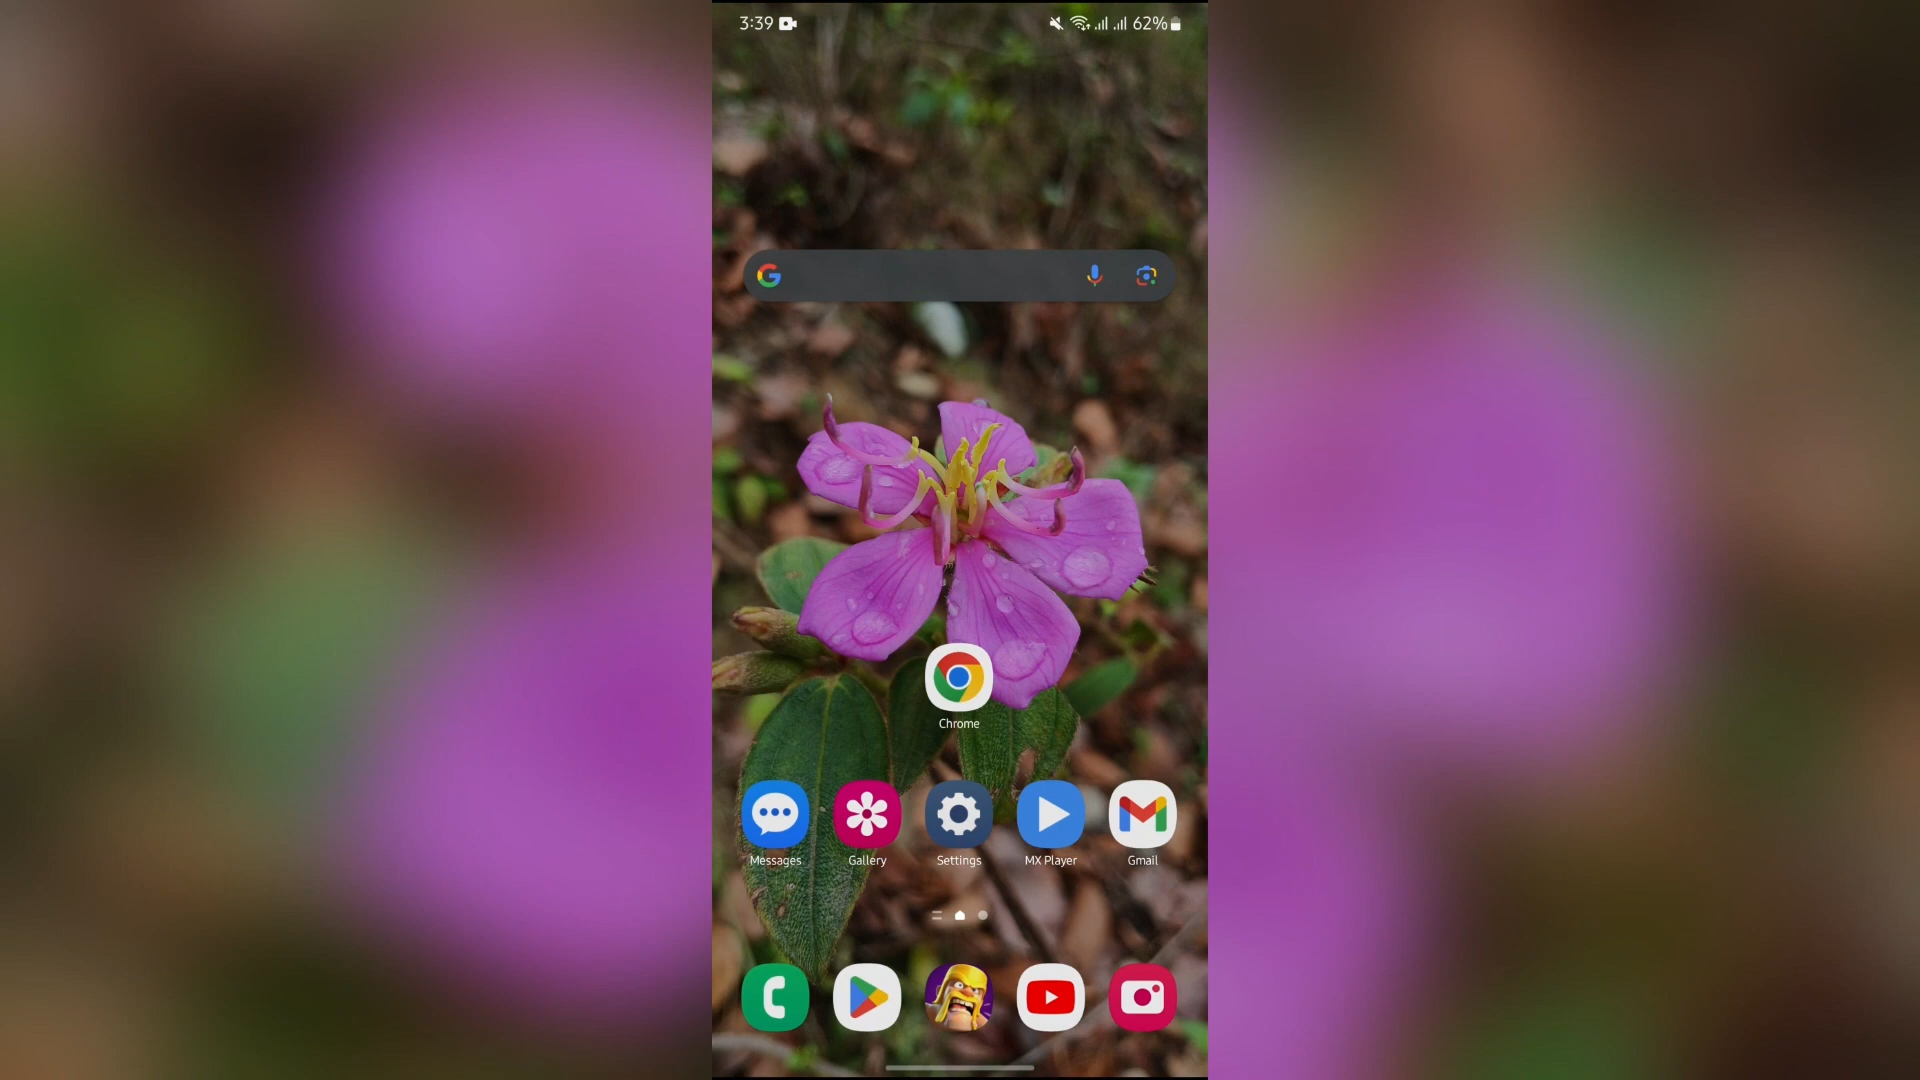 3:39
62%
Chrome
Messages
Gallery
Settings
MX Player
Gmail